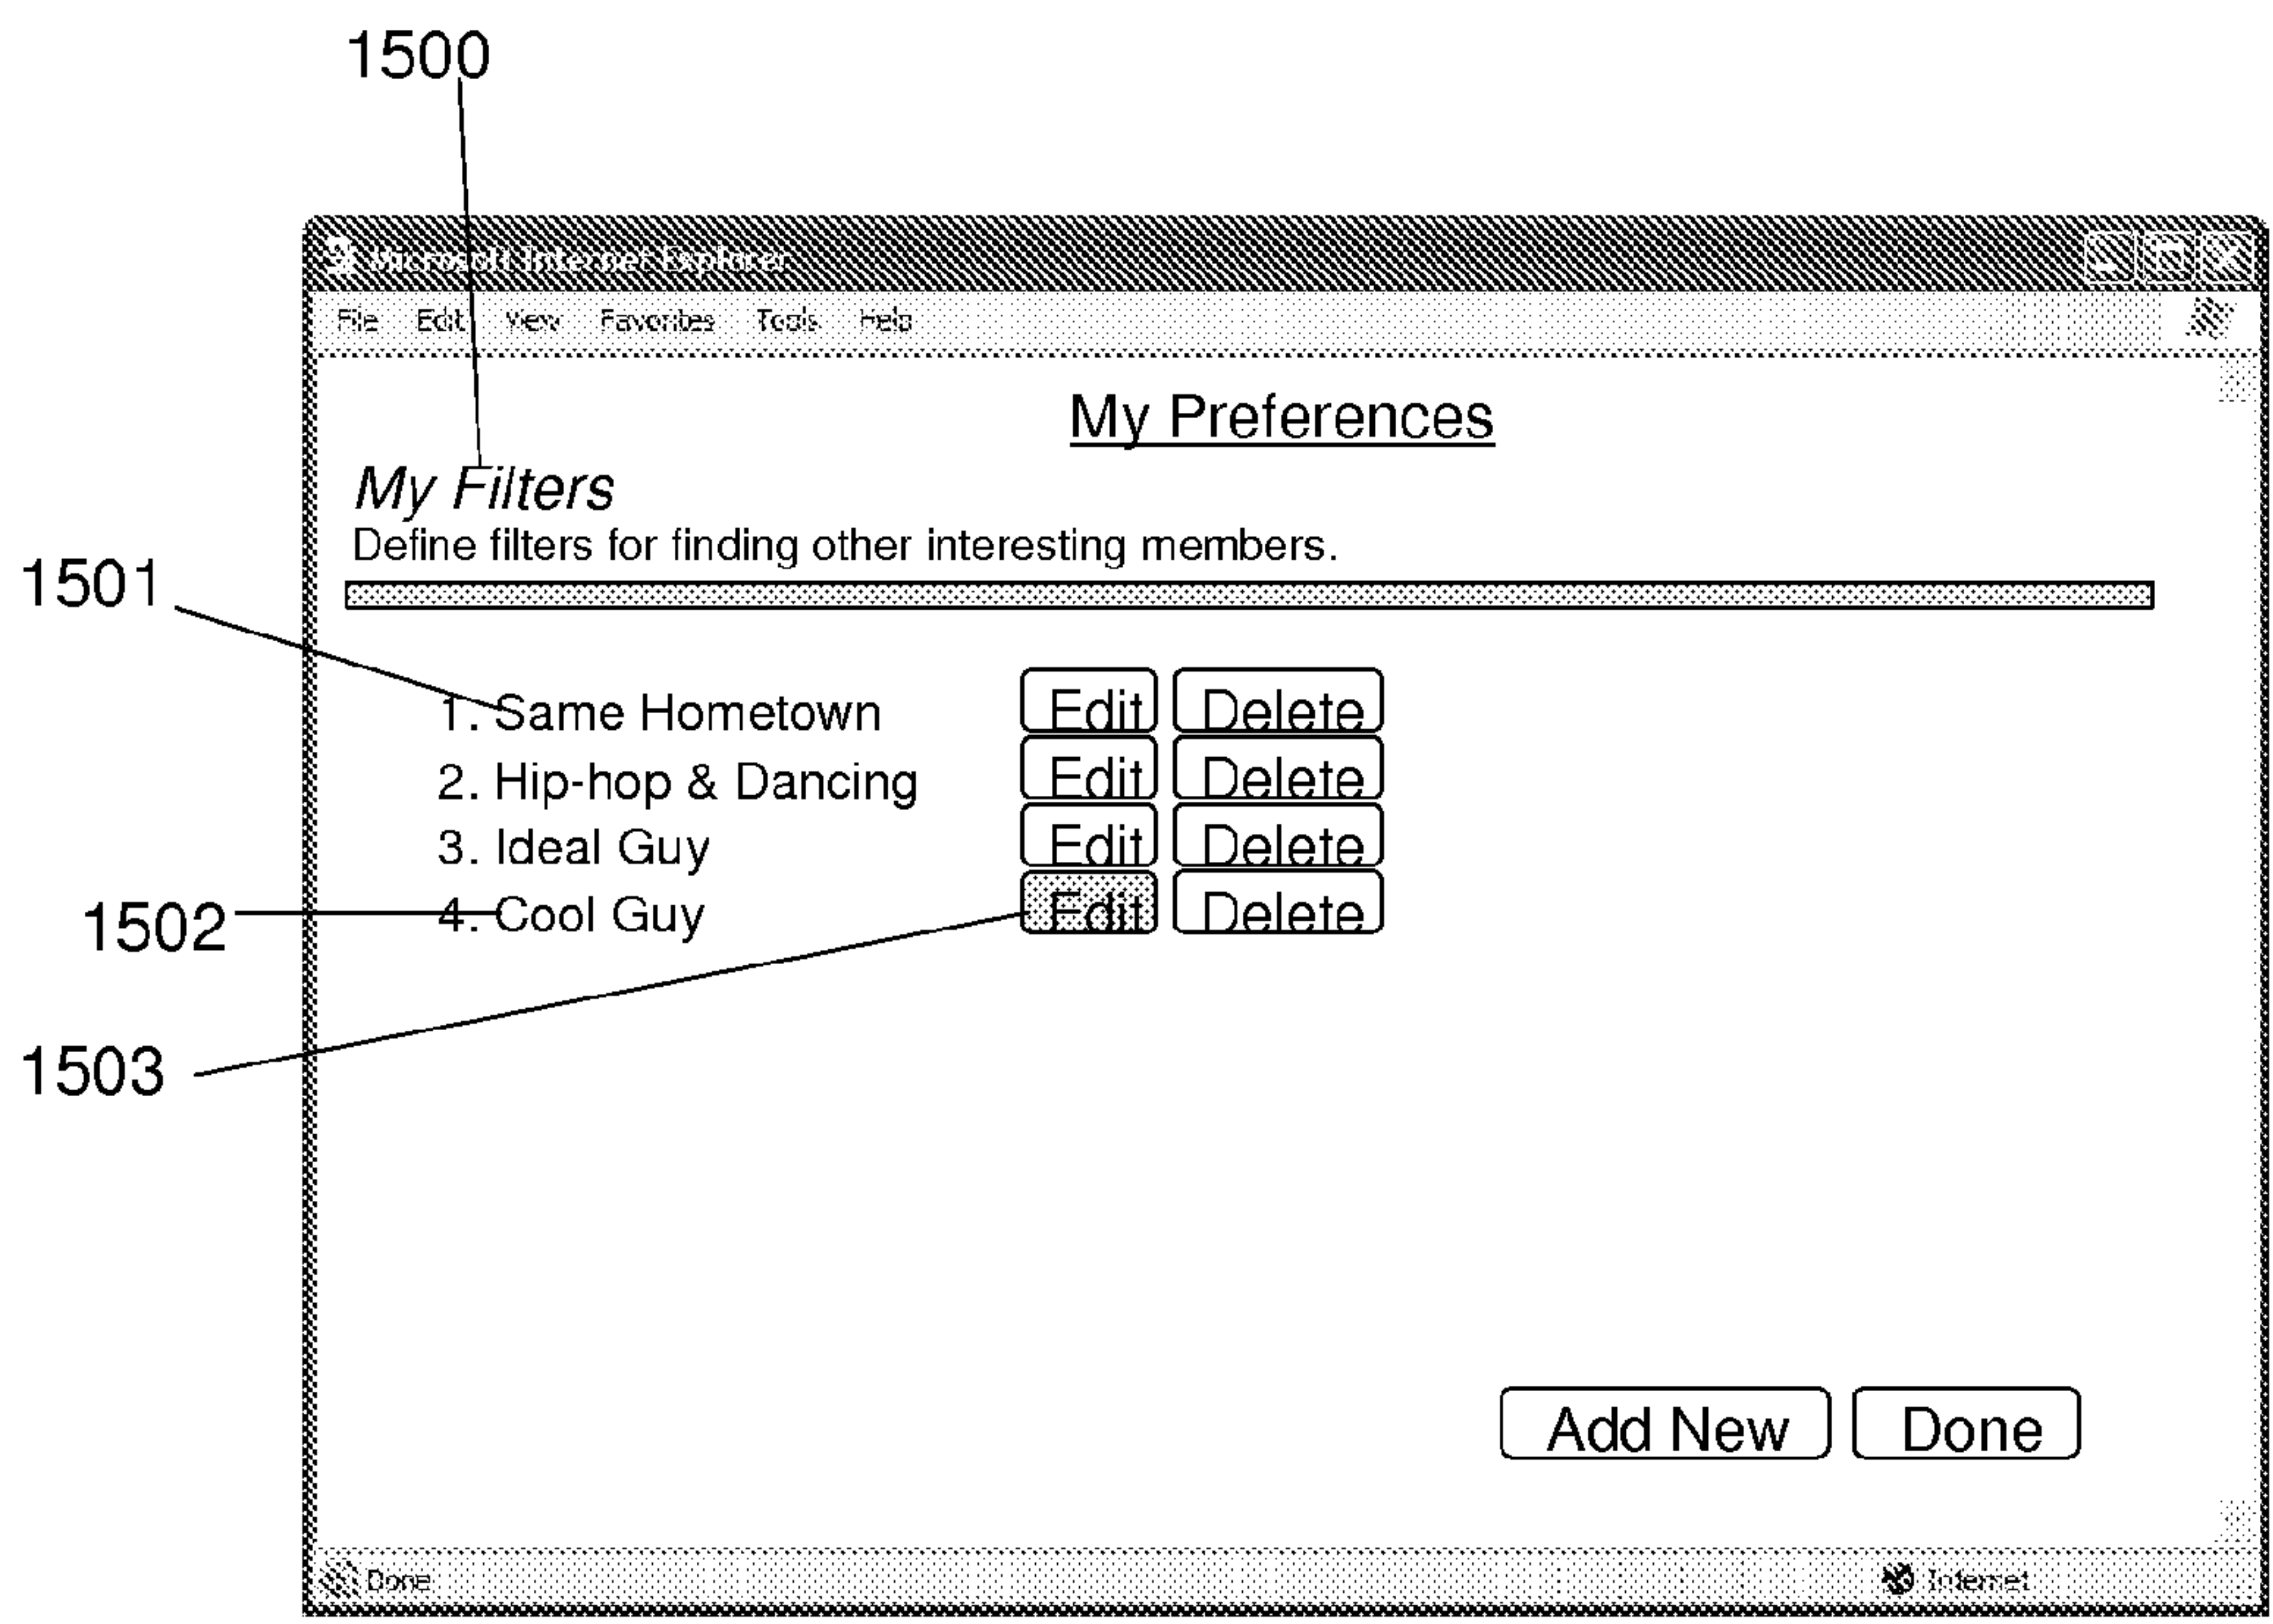 1500
Microsoft Internet Explorer
File Edit View Favorites Tools Help
My Preferences
My Filters
Define filters for finding other interesting members.
1501
1. Same Hometown Edit Delete
2. Hip-hop & Dancing Edit Delete
3. Ideal Guy Edit Delete
1502 4. Cool Guy Edit Delete
1503
Add New Done
Done Internet